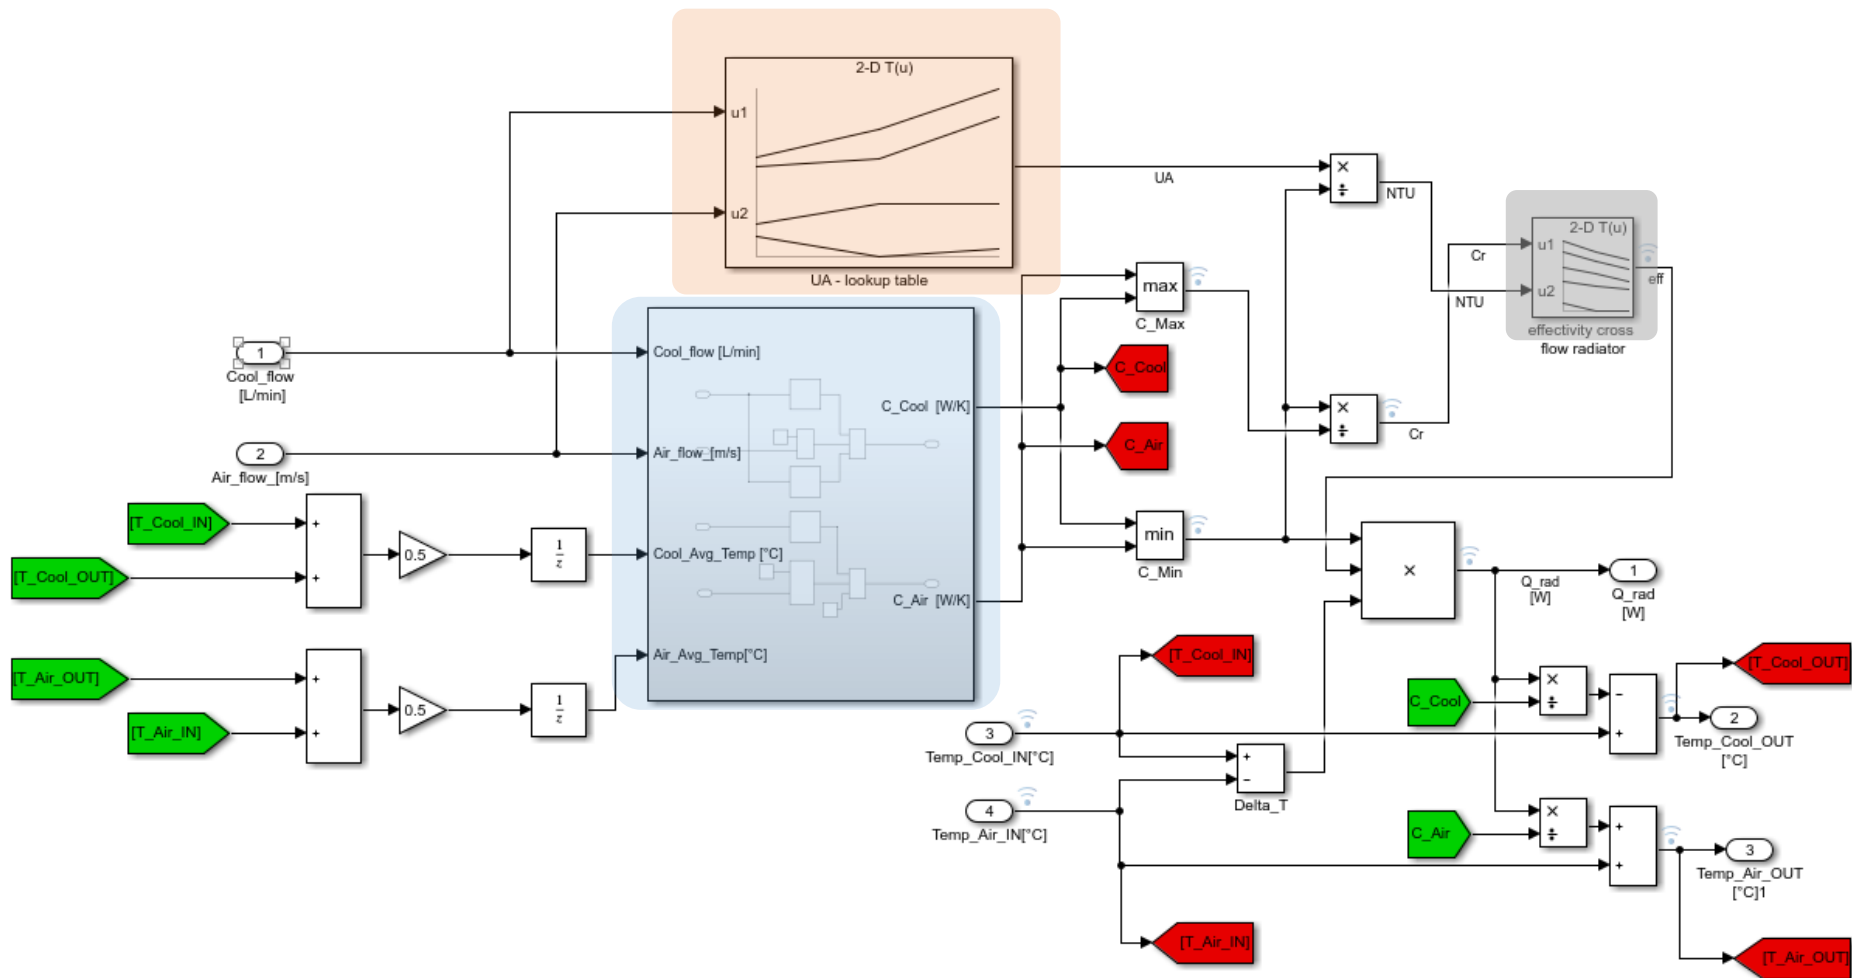 2-D T(u)
u1
u2
UA - lookup table
UA
×
÷
NTU
2-D T(u)
u1
u2
Cr
NTU
eff
effectivity cross
flow radiator
max
C_Max
1
Cool_flow
[L/min]
Cool_flow [L/min]
C_Cool
C_Cool [W/K]
×
÷
Cr
2
Air_flow_[m/s]
Air_flow_[m/s]
C_Air
[T_Cool_IN]
+
[T_Cool_OUT]
+
0.5
1
z
Cool_Avg_Temp [°C]
min
C_Min
C_Air [W/K]
×
Q_rad
[W]
1
Q_rad
[W]
[T_Air_OUT]
+
[T_Air_IN]
+
0.5
1
z
Air_Avg_Temp[°C]
[T_Cool_IN]
[T_Cool_OUT]
C_Cool
×
÷
−
+
2
Temp_Cool_OUT
[°C]
3
Temp_Cool_IN[°C]
+
−
Delta_T
4
Temp_Air_IN[°C]
C_Air
×
÷
+
+
3
Temp_Air_OUT
[°C]1
[T_Air_IN]
[T_Air_OUT]